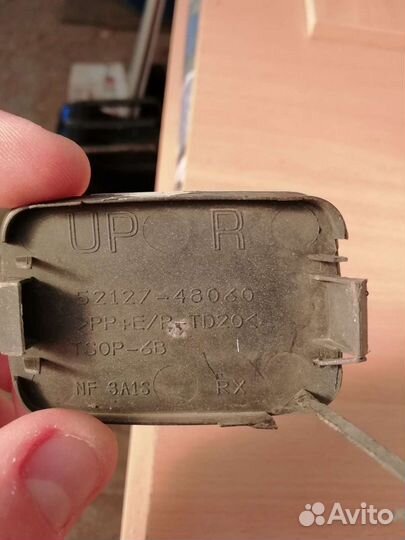 UP R
52127-48060
>PP+E/P-TD20<
TSOP-6B
NF 3A1S RX
Avito